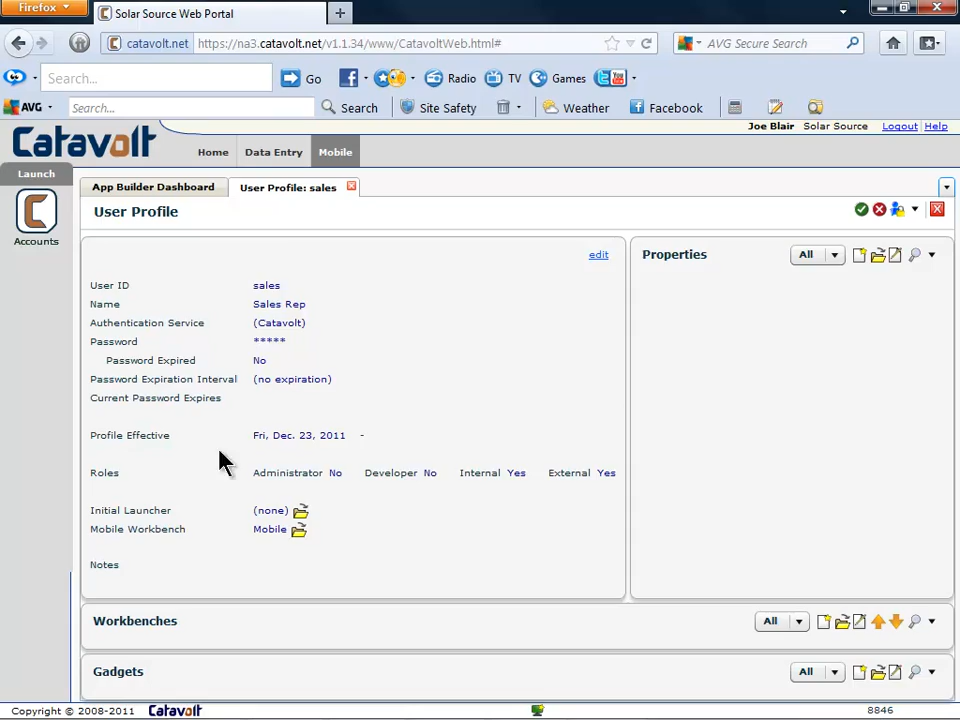 Firefox
Solar Source Web Portal
catavolt.net https://na3.catavolt.net/v1.1.34/www/CatavoltWeb.html# AVG Secure Search
Search... Go Radio TV Games
AVG Search... Search Site Safety Weather Facebook
Joe Blair Solar Source Logout Help
Catavolt Home Data Entry Mobile
Launch
Accounts
App Builder Dashboard User Profile: sales
User Profile
edit
Properties All
User ID sales
Name Sales Rep
Authentication Service (Catavolt)
Password *****
Password Expired No
Password Expiration Interval (no expiration)
Current Password Expires
Profile Effective Fri, Dec. 23, 2011 -
Roles Administrator No Developer No Internal Yes External Yes
Initial Launcher (none)
Mobile Workbench Mobile
Notes
Workbenches All
Gadgets All
Copyright © 2008-2011 Catavolt 8846